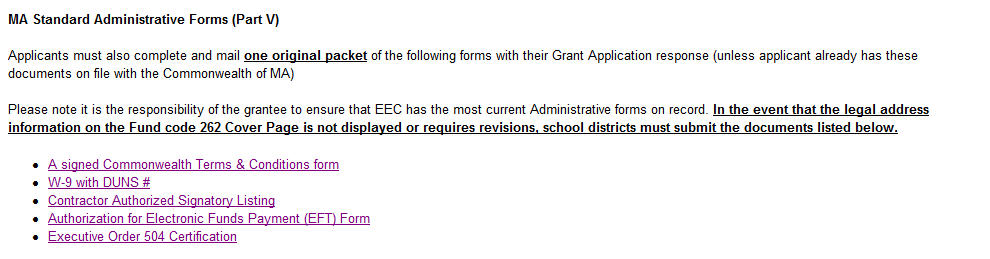 MA Standard Administrative Forms (Part V)
Applicants must also complete and mail one original packet of the following forms with their Grant Application response (unless applicant already has these
documents on file with the Commonwealth of MA)
Please note it is the responsibility of the grantee to ensure that EEC has the most current Administrative forms on record. In the event that the legal address
information on the Fund code 262 Cover Page is not displayed or requires revisions, school districts must submit the documents listed below.
• A signed Commonwealth Terms & Conditions form
• W-9 with DUNS #
• Contractor Authorized Signatory Listing
• Authorization for Electronic Funds Payment (EFT) Form
• Executive Order 504 Certification